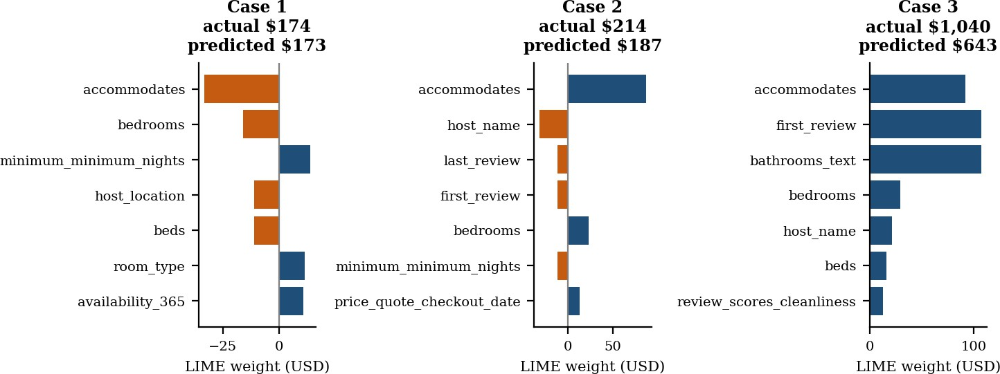 Case 1
actual $174
predicted $173
accommodates
bedrooms
minimum_minimum_nights
host_location
beds
room_type
availability_365
−25 0
LIME weight (USD)
Case 2
actual $214
predicted $187
accommodates
host_name
last_review
first_review
bedrooms
minimum_minimum_nights
price_quote_checkout_date
0 50
LIME weight (USD)
Case 3
actual $1,040
predicted $643
accommodates
first_review
bathrooms_text
bedrooms
host_name
beds
review_scores_cleanliness
0 100
LIME weight (USD)